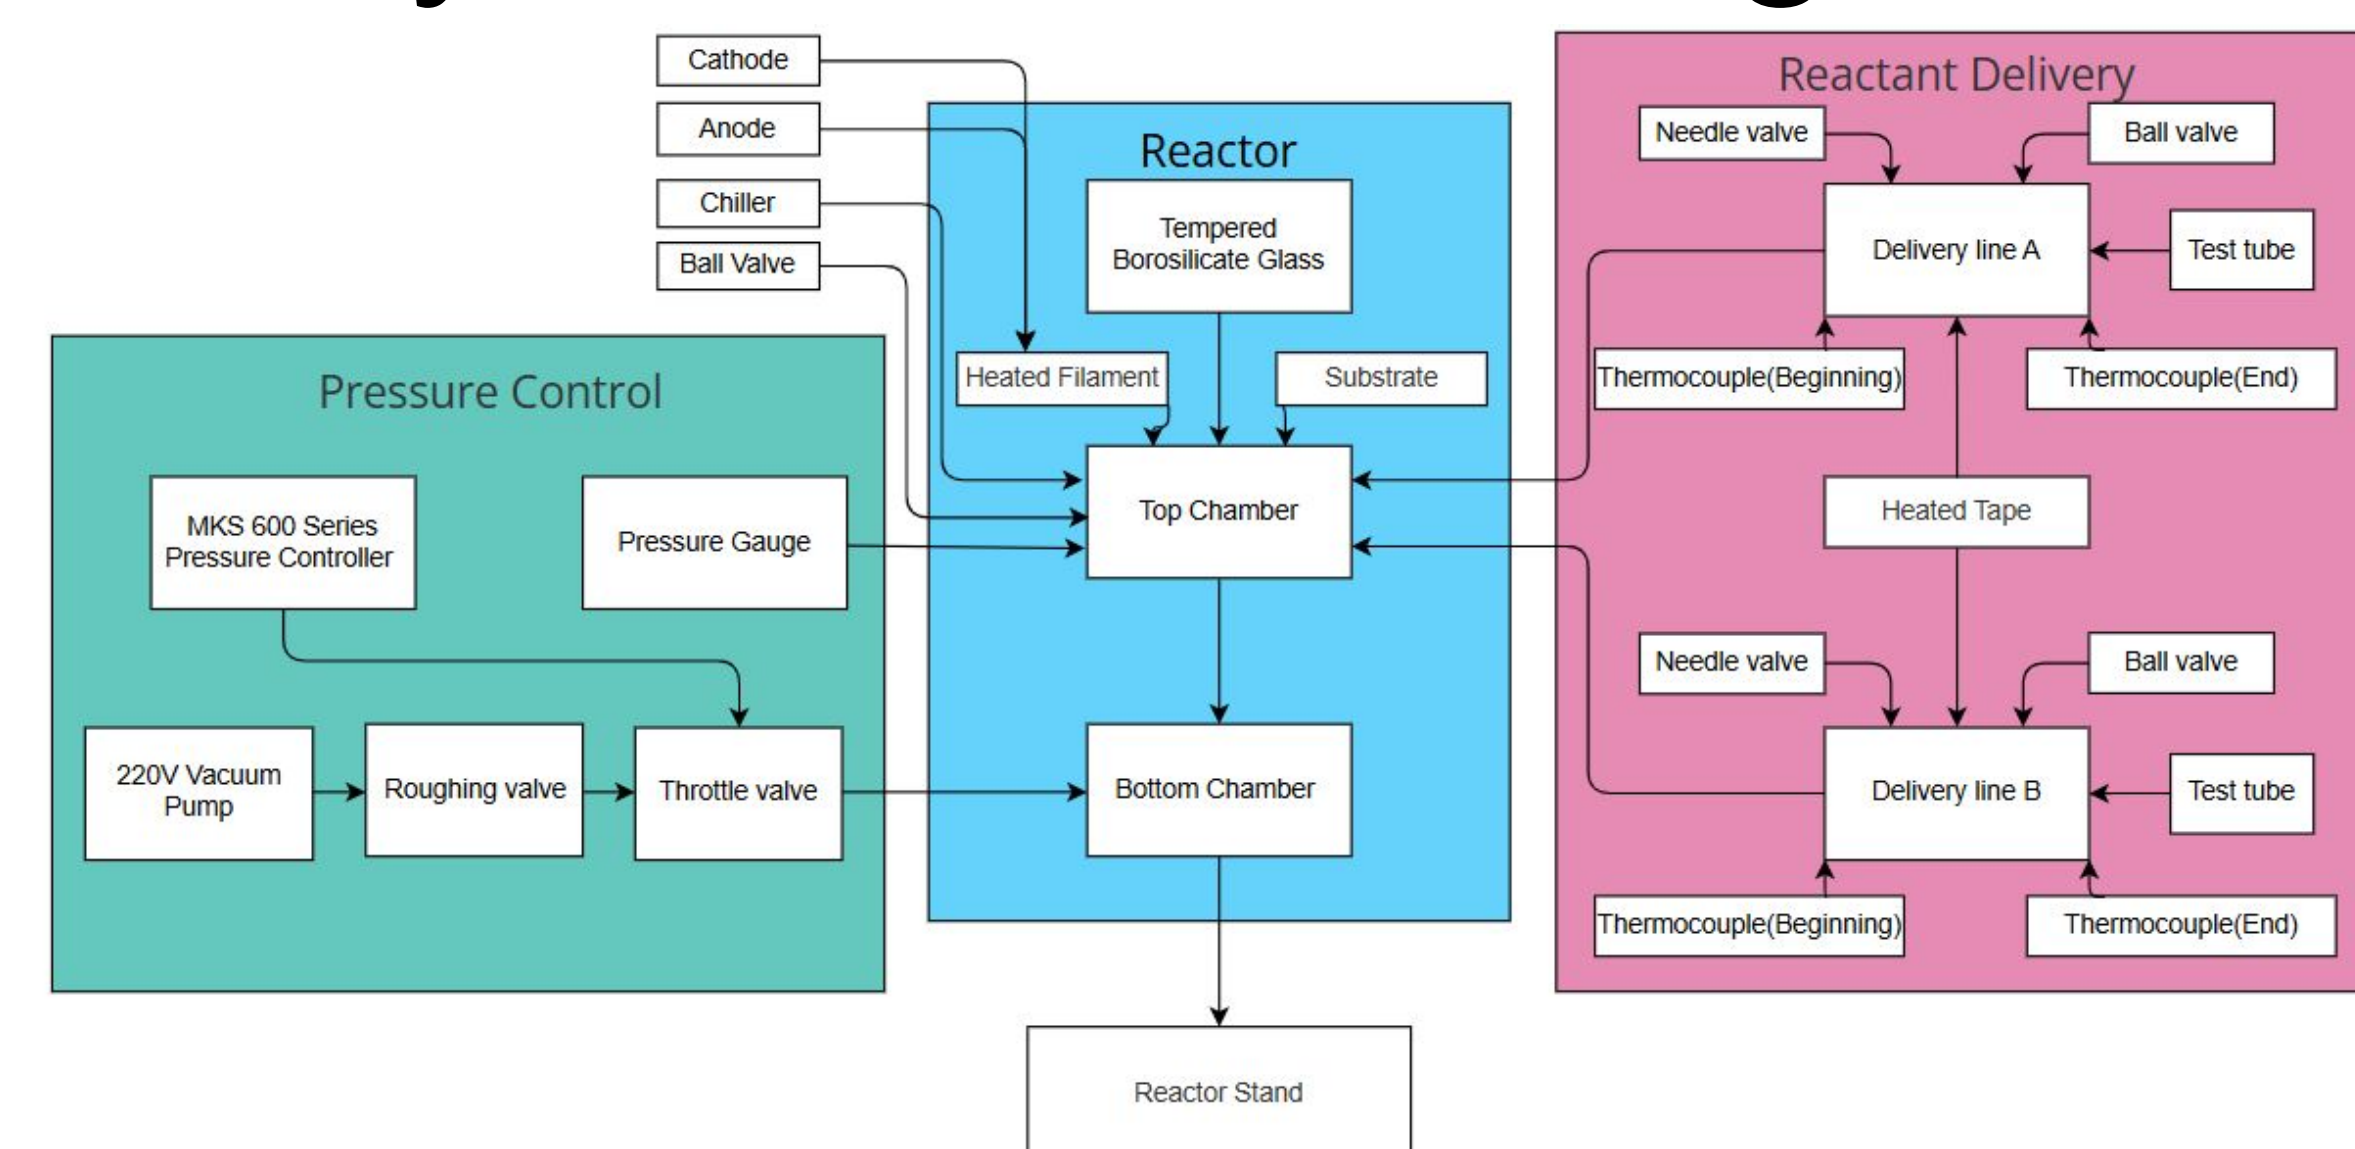 Cathode
Anode
Chiller
Ball Valve
Pressure Control
MKS 600 Series
Pressure Controller
Pressure Gauge
220V Vacuum
Pump
Roughing valve
Throttle valve
Reactor
Tempered
Borosilicate Glass
Heated Filament
Substrate
Top Chamber
Bottom Chamber
Reactor Stand
Reactant Delivery
Needle valve
Ball valve
Delivery line A
Test tube
Thermocouple(Beginning)
Thermocouple(End)
Heated Tape
Needle valve
Ball valve
Delivery line B
Test tube
Thermocouple(Beginning)
Thermocouple(End)